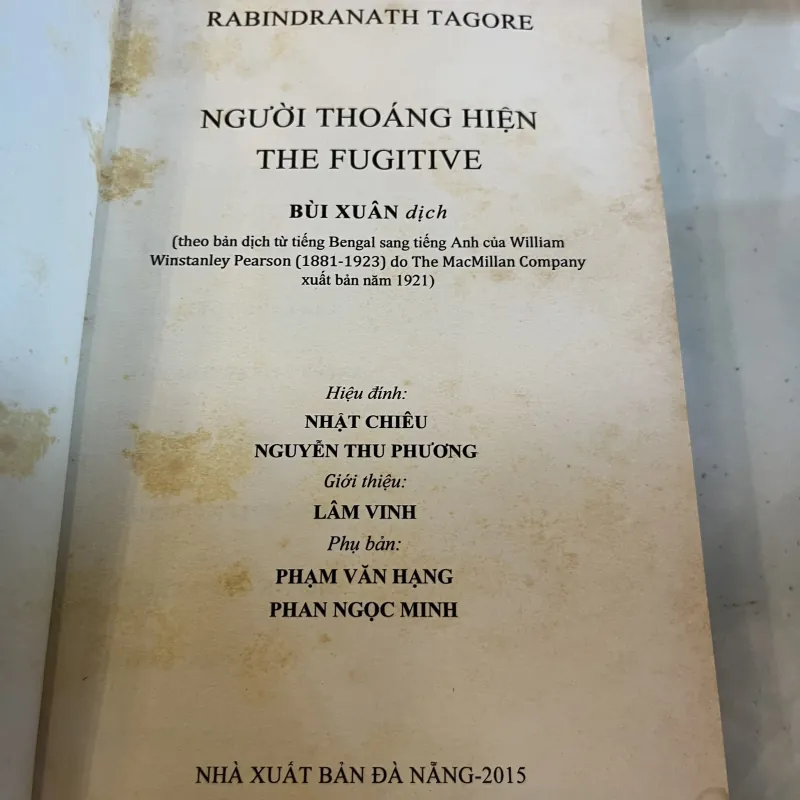 RABINDRANATH TAGORE
NGƯỜI THOÁNG HIỆN
THE FUGITIVE
BÙI XUÂN dịch
(theo bản dịch từ tiếng Bengal sang tiếng Anh của William
Winstanley Pearson (1881-1923) do The MacMillan Company
xuất bản năm 1921)
Hiệu đính:
NHẬT CHIÊU
NGUYỄN THU PHƯƠNG
Giới thiệu:
LÂM VINH
Phụ bản:
PHẠM VĂN HẠNG
PHAN NGỌC MINH
NHÀ XUẤT BẢN ĐÀ NẴNG-2015